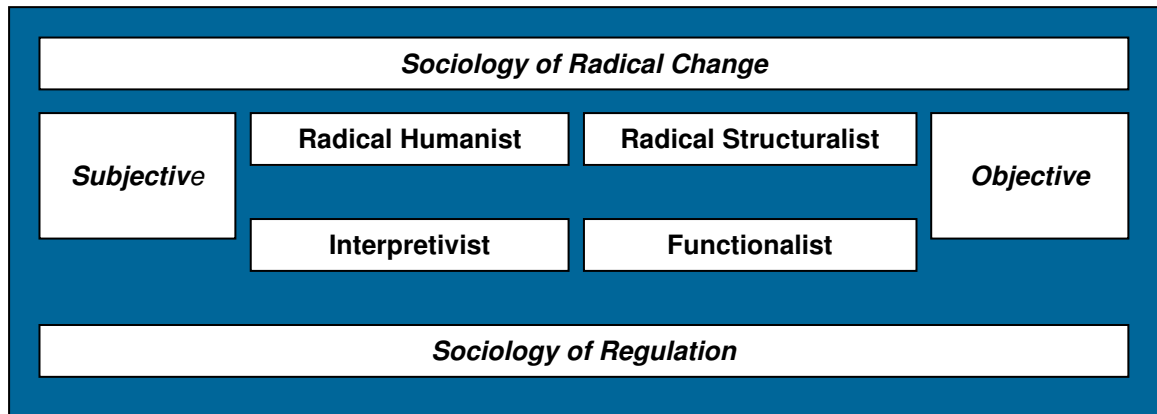 Sociology of Radical Change
Radical Humanist
Radical Structuralist
Subjective
Objective
Interpretivist
Functionalist
Sociology of Regulation